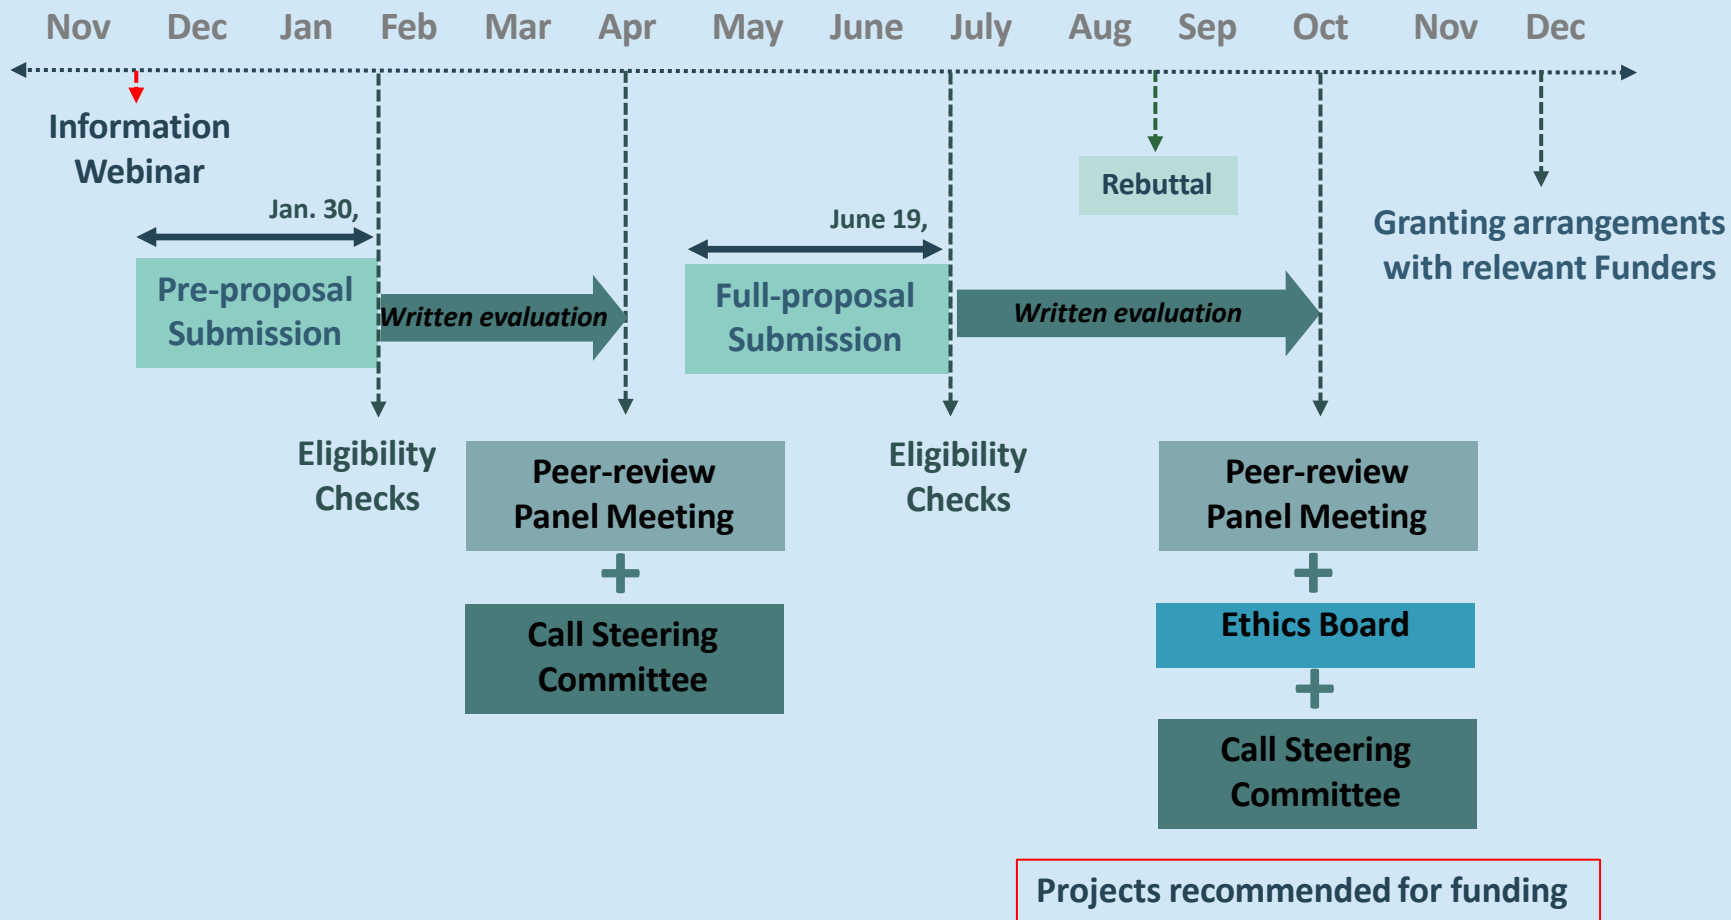 Nov Dec Jan Feb Mar Apr May June July Aug Sep Oct Nov Dec
Information
Webinar
Jan. 30,
Pre-proposal
Submission
Written evaluation
Eligibility
Checks
Peer-review
Panel Meeting
+
Call Steering
Committee
June 19,
Full-proposal
Submission
Written evaluation
Eligibility
Checks
Rebuttal
Peer-review
Panel Meeting
+
Ethics Board
+
Call Steering
Committee
Granting arrangements
with relevant Funders
Projects recommended for funding